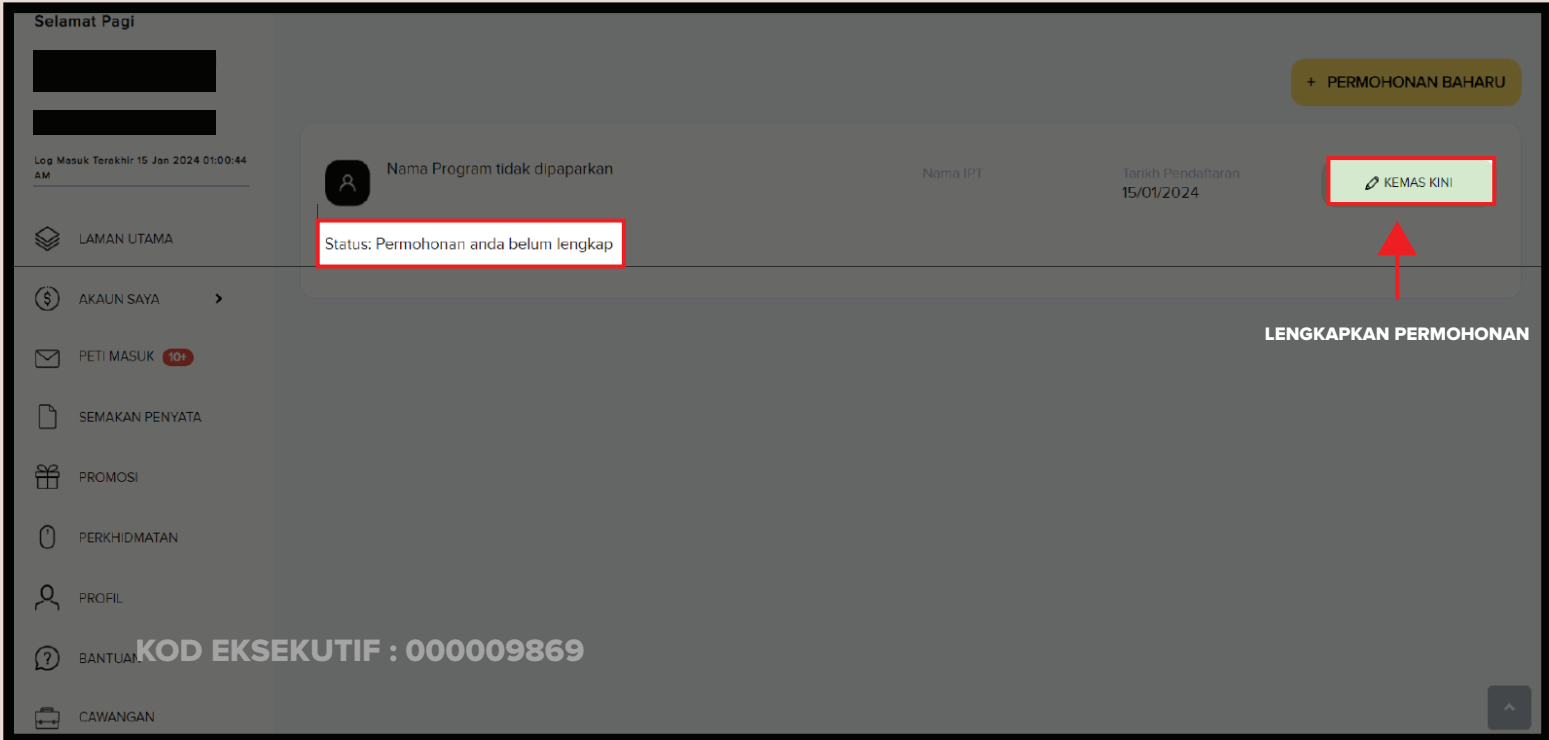 Selamat Pagi
Log Masuk Terakhir 15 Jan 2024 01:00:44
AM
LAMAN UTAMA
AKAUN SAYA
PETI MASUK 10+
SEMAKAN PENYATA
PROMOSI
PERKHIDMATAN
PROFIL
BANTUAN
CAWANGAN
+ PERMOHONAN BAHARU
Nama Program tidak dipaparkan
Nama IPT
Tarikh Pendaftaran
15/01/2024
KEMAS KINI
Status: Permohonan anda belum lengkap
LENGKAPKAN PERMOHONAN
KOD EKSEKUTIF : 000009869